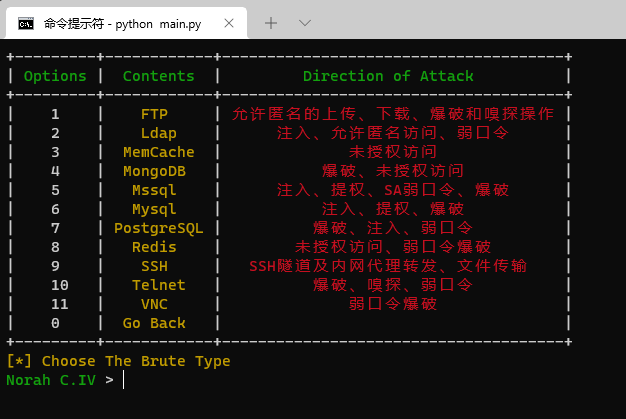 命令提示符 - python main.py
Options | Contents | Direction of Attack
1 | FTP | 允许匿名的上传、下载、爆破和嗅探操作
2 | Ldap | 注入、允许匿名访问、弱口令
3 | MemCache | 未授权访问
4 | MongoDB | 爆破、未授权访问
5 | Mssql | 注入、提权、SA弱口令、爆破
6 | Mysql | 注入、提权、爆破
7 | PostgreSQL | 爆破、注入、弱口令
8 | Redis | 未授权访问、弱口令爆破
9 | SSH | SSH隧道及内网代理转发、文件传输
10 | Telnet | 爆破、嗅探、弱口令
11 | VNC | 弱口令爆破
0 | Go Back |
[*] Choose The Brute Type
Norah C.IV >